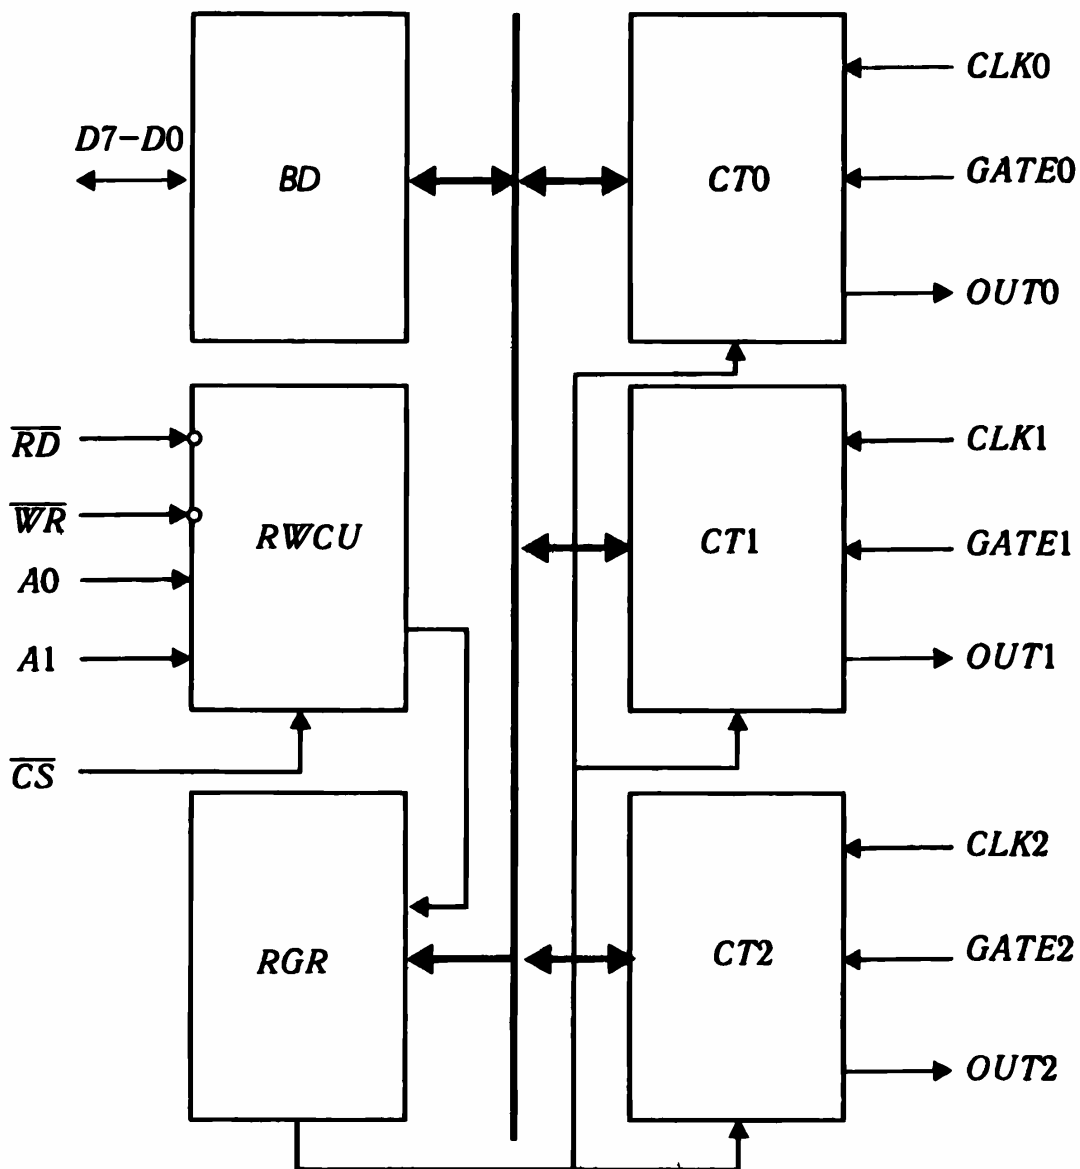 D7-D0
BD
CT0
CLK0
GATE0
OUT0
RD
WR
A0
A1
CS
RWCU
CT1
CLK1
GATE1
OUT1
RGR
CT2
CLK2
GATE2
OUT2